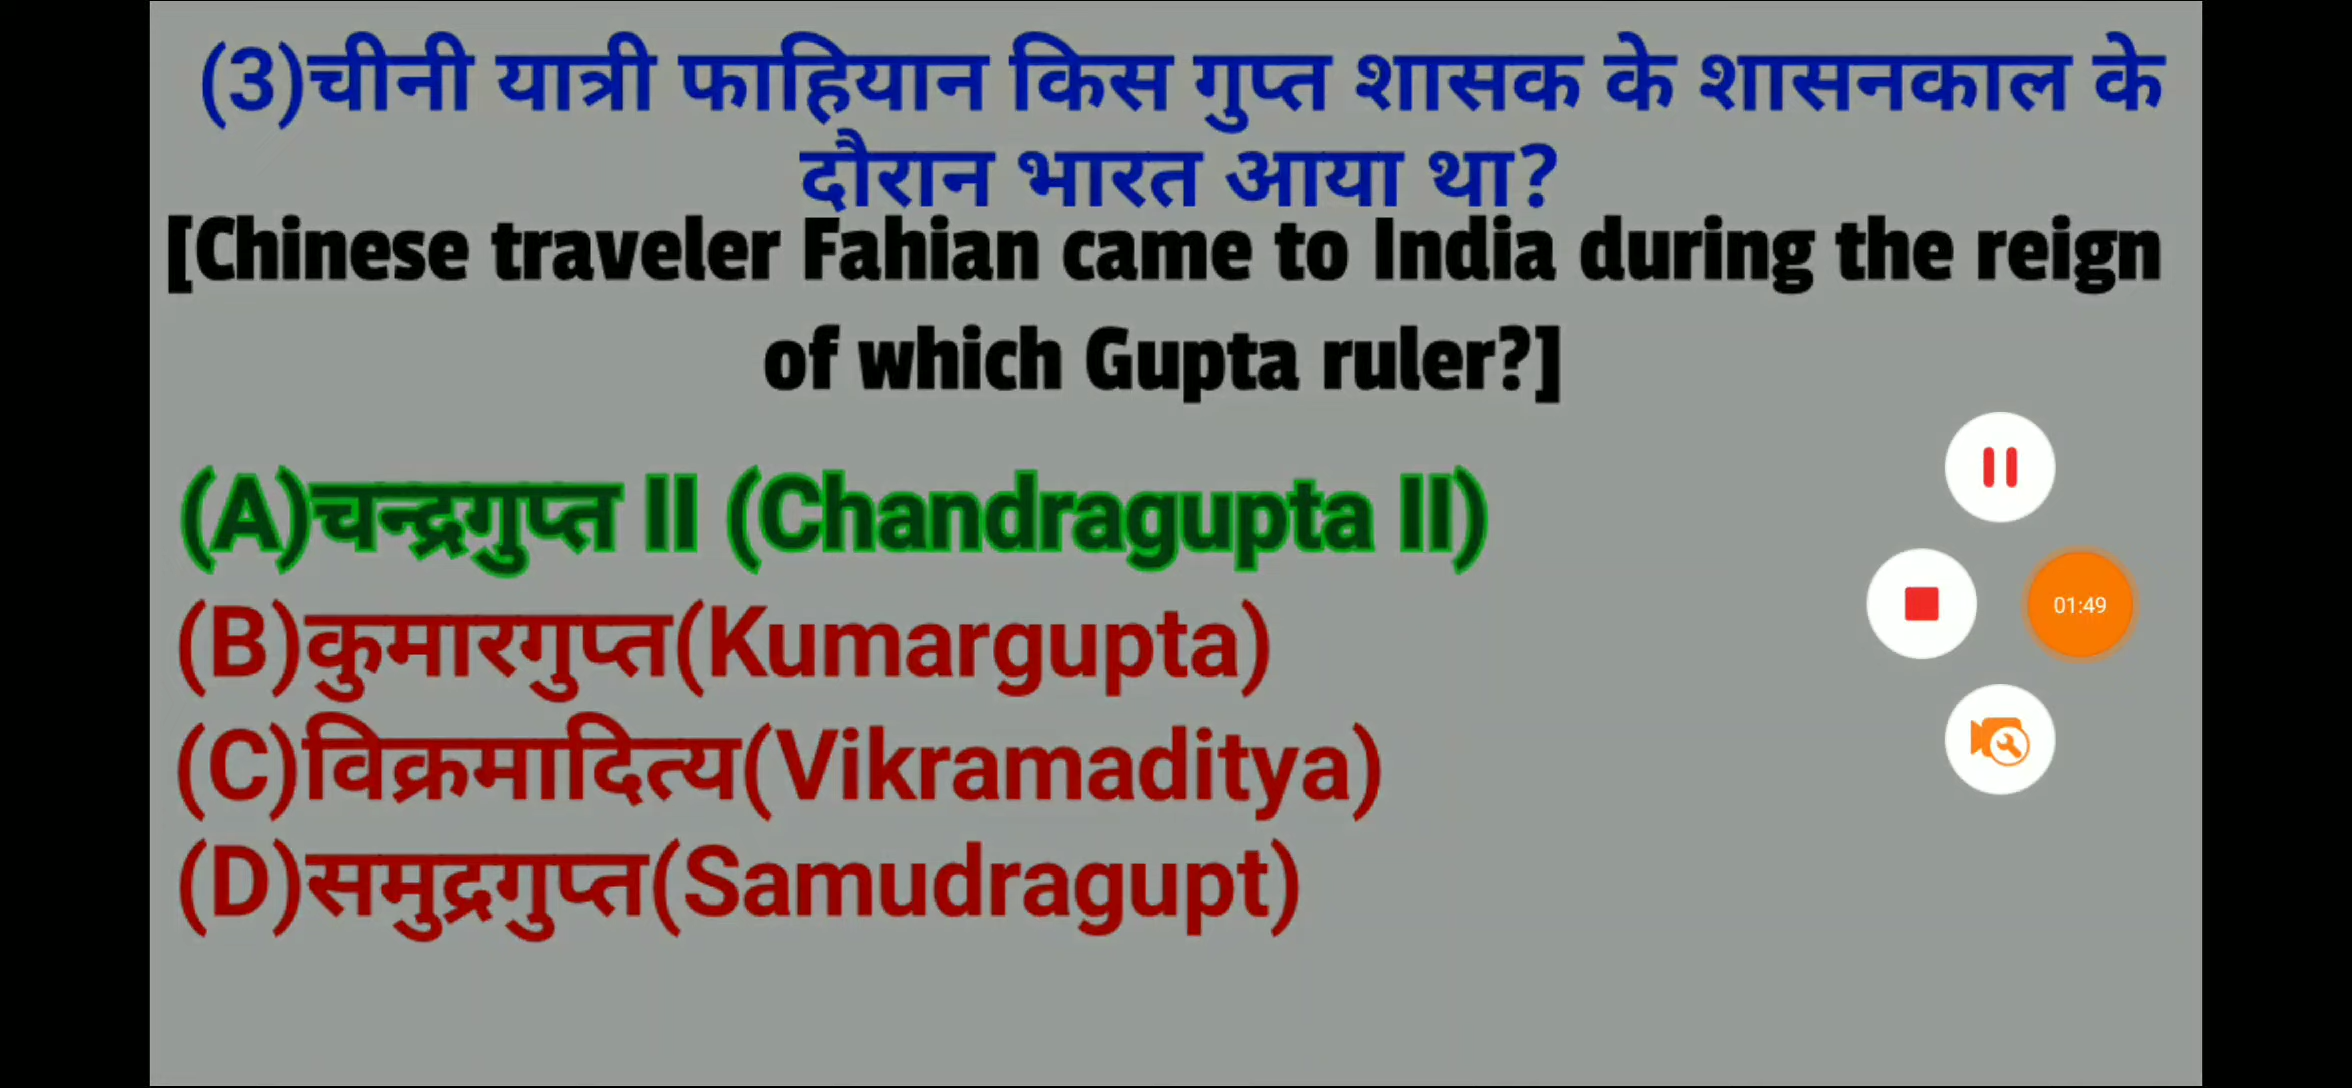 (3)चीनी यात्री फाहियान किस गुप्त शासक के शासनकाल के
दौरान भारत आया था?
[Chinese traveler Fahian came to India during the reign
of which Gupta ruler?]
(A)चन्द्रगुप्त II (Chandragupta II)
(B)कुमारगुप्त(Kumargupta)
(C)विक्रमादित्य(Vikramaditya)
(D)समुद्रगुप्त(Samudragupt)
01:49